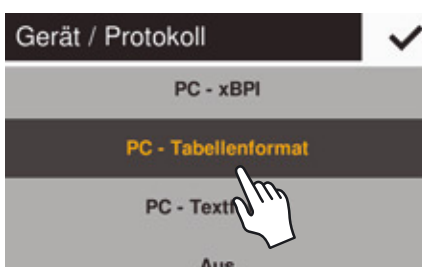 Gerät / Protokoll
PC - xBPI
PC - Tabellenformat
PC - Textf
Aus